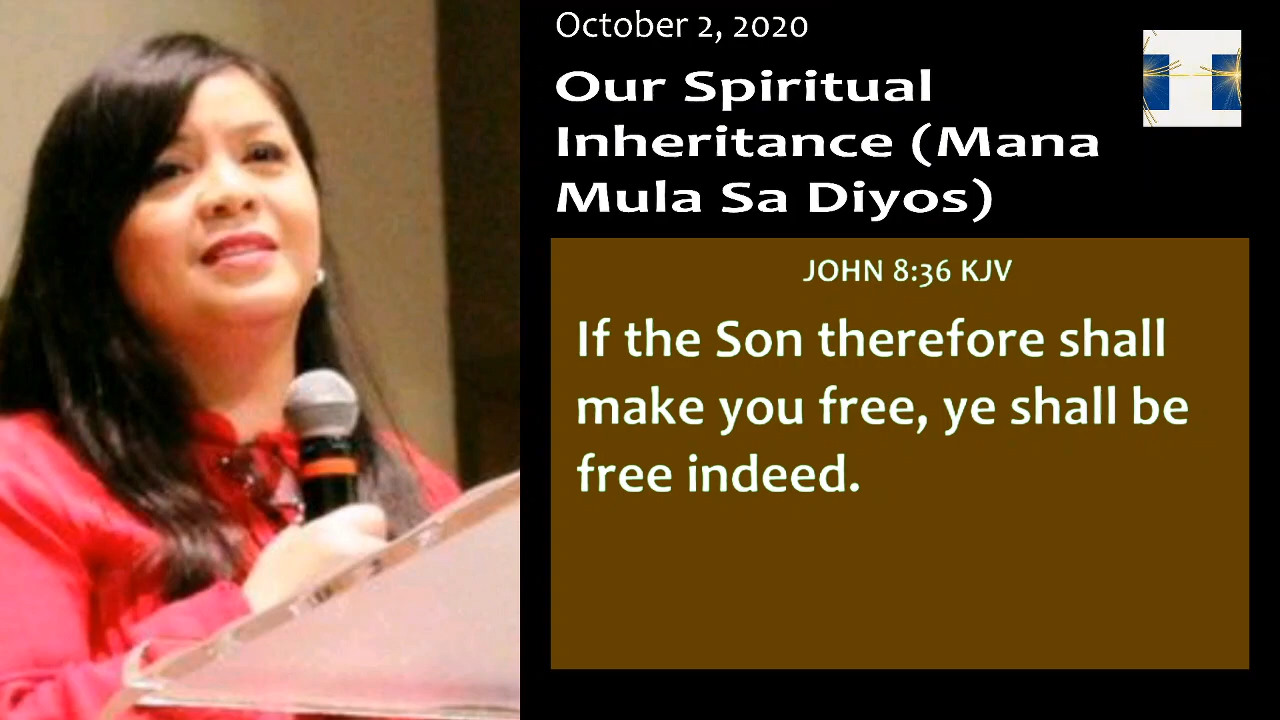 October 2, 2020
Our Spiritual
Inheritance (Mana
Mula Sa Diyos)
JOHN 8:36 KJV
If the Son therefore shall
make you free, ye shall be
free indeed.